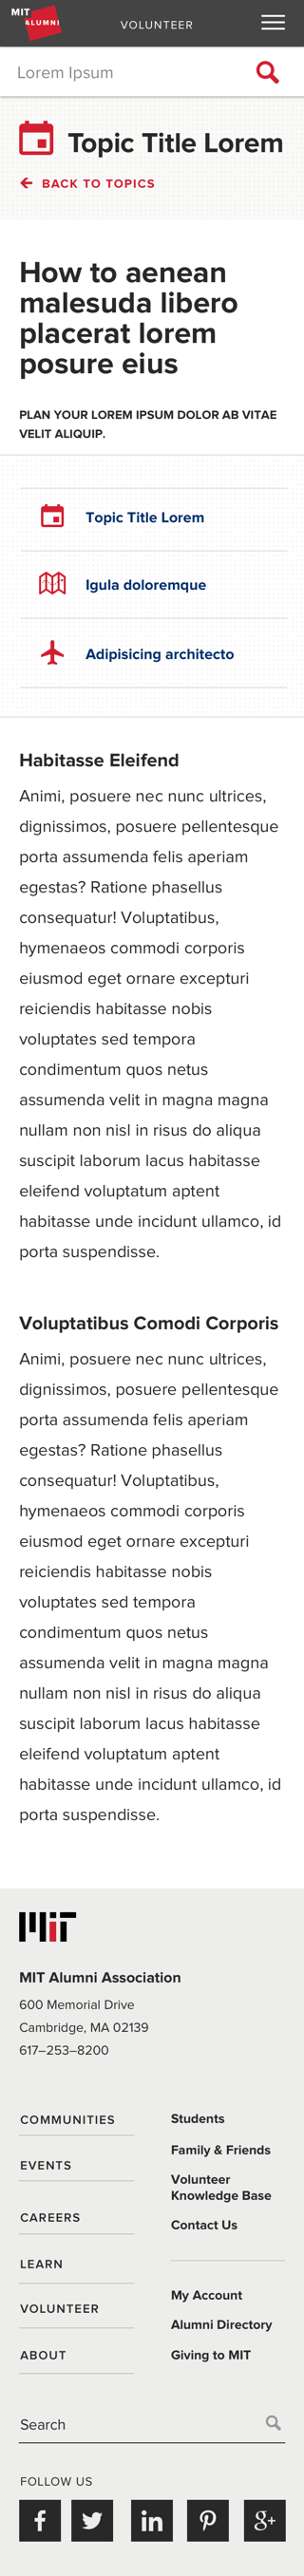 MIT
ALUMNI
VOLUNTEER
Lorem Ipsum
Topic Title Lorem
BACK TO TOPICS
How to aenean
malesuda libero
placerat lorem
posure eius
PLAN YOUR LOREM IPSUM DOLOR AB VITAE
VELIT ALIQUIP.
Topic Title Lorem
Igula doloremque
Adipisicing architecto
Habitasse Eleifend
Animi, posuere nec nunc ultrices,
dignissimos, posuere pellentesque
porta assumenda felis aperiam
egestas? Ratione phasellus
consequatur! Voluptatibus,
hymenaeos commodi corporis
eiusmod eget ornare excepturi
reiciendis habitasse nobis
voluptates sed tempora
condimentum quos netus
assumenda velit in magna magna
nullam non nisl in risus do aliqua
suscipit laborum lacus habitasse
eleifend voluptatum aptent
habitasse unde incidunt ullamco, id
porta suspendisse.
Voluptatibus Comodi Corporis
Animi, posuere nec nunc ultrices,
dignissimos, posuere pellentesque
porta assumenda felis aperiam
egestas? Ratione phasellus
consequatur! Voluptatibus,
hymenaeos commodi corporis
eiusmod eget ornare excepturi
reiciendis habitasse nobis
voluptates sed tempora
condimentum quos netus
assumenda velit in magna magna
nullam non nisl in risus do aliqua
suscipit laborum lacus habitasse
eleifend voluptatum aptent
habitasse unde incidunt ullamco, id
porta suspendisse.
MIT
MIT Alumni Association
600 Memorial Drive
Cambridge, MA 02139
617–253–8200
COMMUNITIES
EVENTS
CAREERS
LEARN
VOLUNTEER
ABOUT
Students
Family & Friends
Volunteer
Knowledge Base
Contact Us
My Account
Alumni Directory
Giving to MIT
Search
FOLLOW US